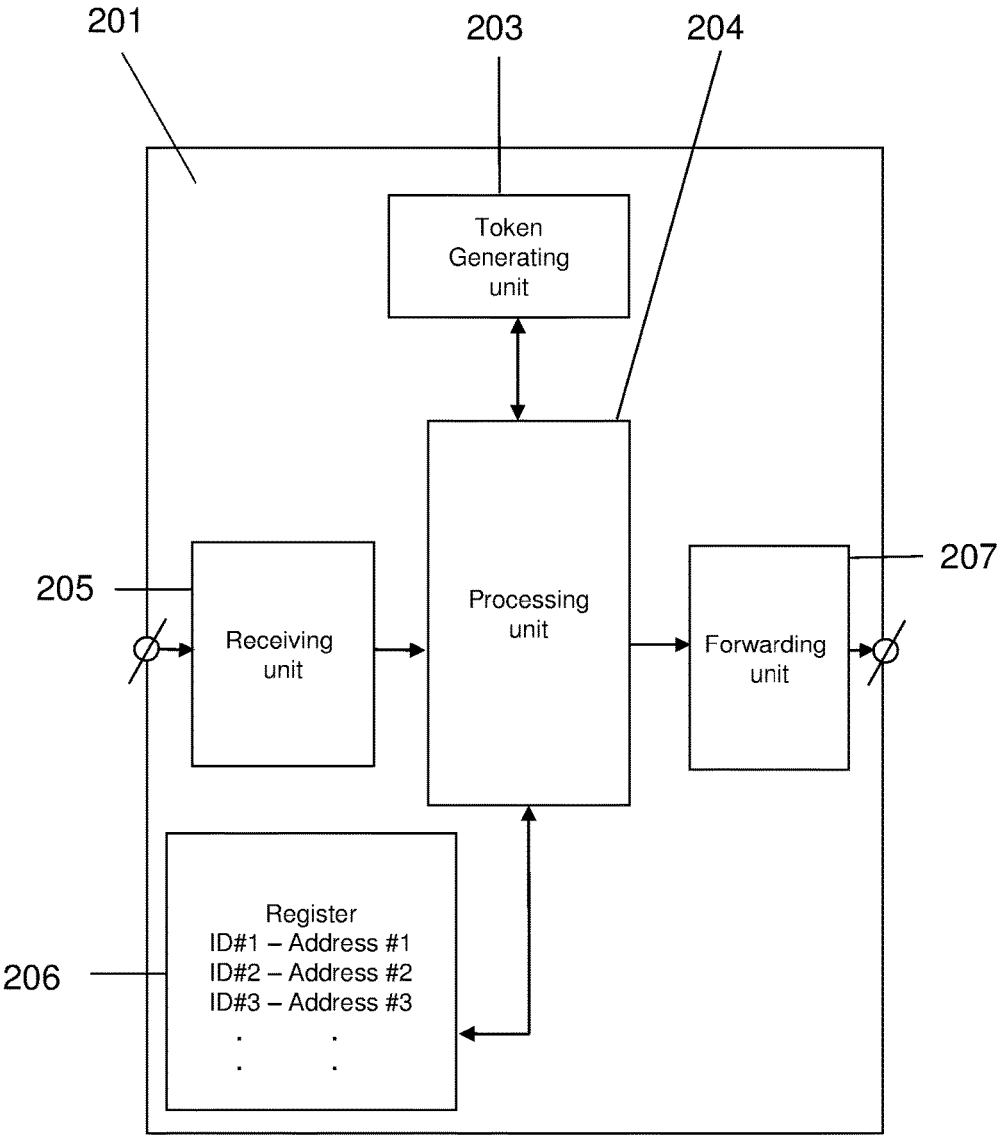 201
203
204
Token
Generating
unit
205
207
Receiving
unit
Processing
unit
Forwarding
unit
206
Register
ID#1 – Address #1
ID#2 – Address #2
ID#3 – Address #3
. .
. .